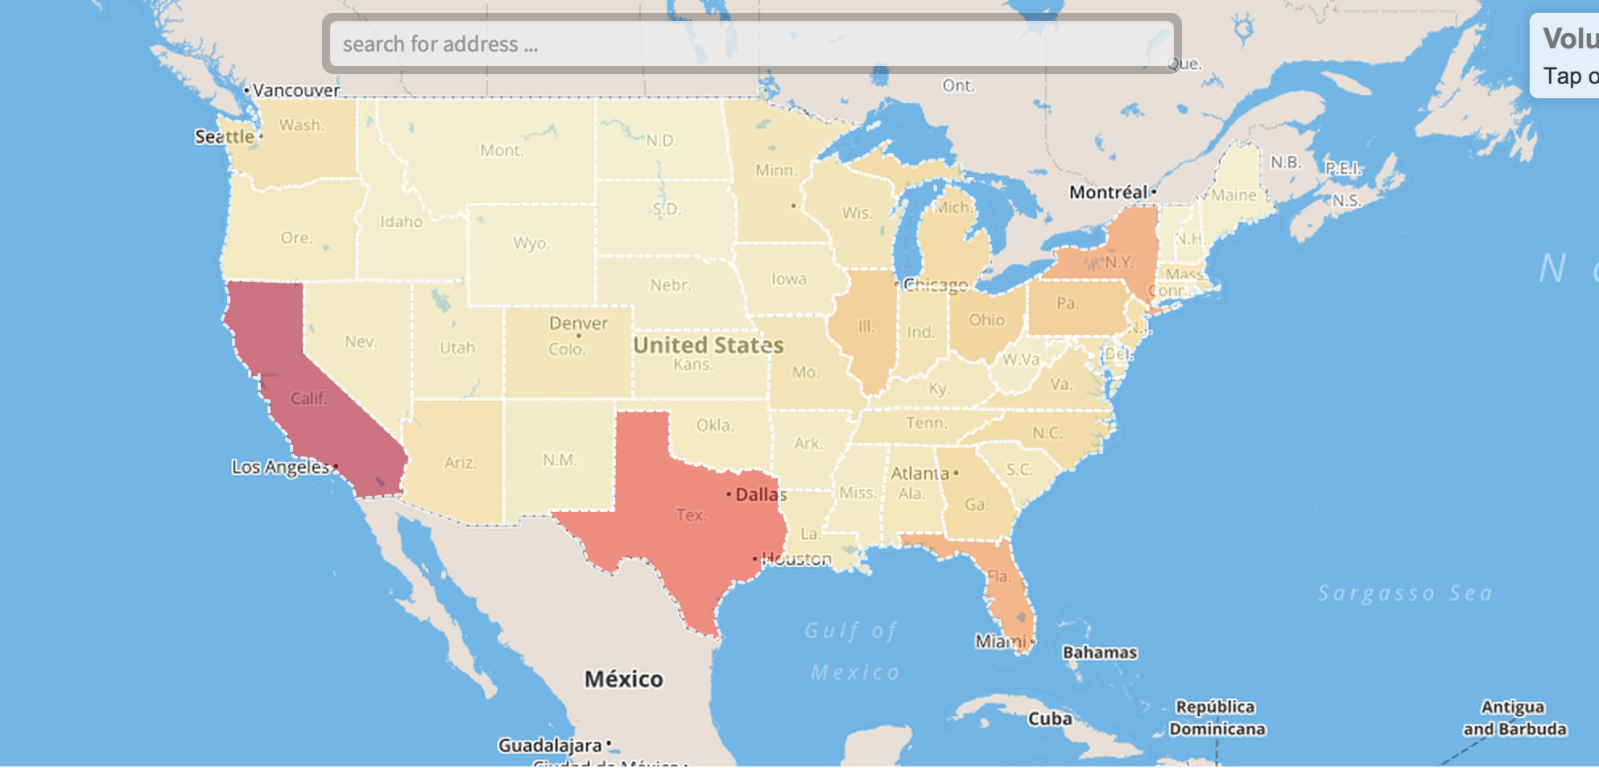 search for address ...
Volu
Tap o
Que.
Ont.
Vancouver
Seattle
Wash.
Mont.
N.D.
Minn.
N.B.
P.E.I.
Montréal
Maine
N.S.
Idaho
S.D.
Wis.
Mich.
Ore.
Wyo.
N.H.
N.Y.
N
Mass
Iowa
Nebr.
Chicago
Conr.
Pa.
Denver
Ill.
Ind.
Ohio
N.
Nev.
Utah
Colo.
United States
Kans.
Mo.
W.Va
Del.
Calif.
Ky.
Va.
Okla.
Tenn.
N.C.
Ark.
Los Angeles
Ariz.
N.M.
Atlanta
S.C.
Dallas
Miss.
Ala.
Ga.
Tex.
La.
Houston
Fla.
Sargasso Sea
Gulf of
Mexico
Miami
Bahamas
México
Cuba
República
Dominicana
Antigua
and Barbuda
Guadalajara
Ciudad de México